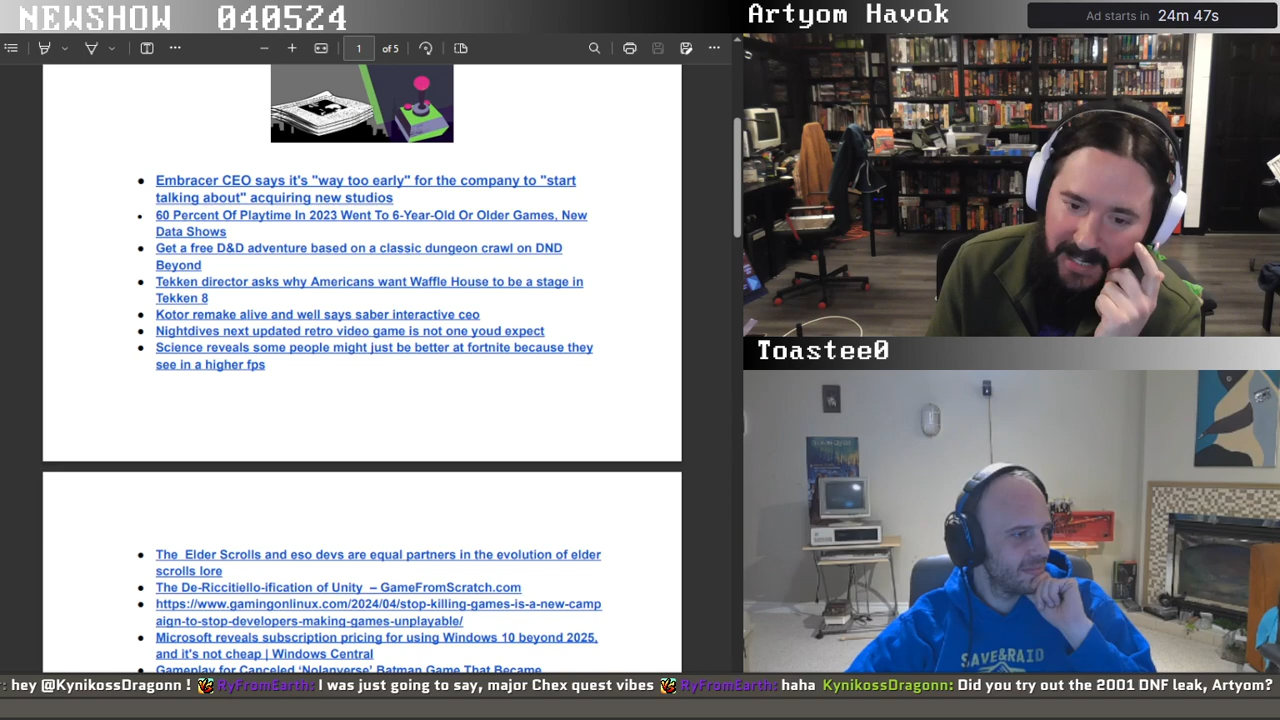 NEWSHOW 040524
Artyom Havok
Ad starts in 24m 47s
1 of 5
Embracer CEO says it's "way too early" for the company to "start
talking about" acquiring new studios
60 Percent Of Playtime In 2023 Went To 6-Year-Old Or Older Games, New
Data Shows
Get a free D&D adventure based on a classic dungeon crawl on DND
Beyond
Tekken director asks why Americans want Waffle House to be a stage in
Tekken 8
Kotor remake alive and well says saber interactive ceo
Nightdives next updated retro video game is not one youd expect
Science reveals some people might just be better at fortnite because they
see in a higher fps
Toastee0
The Elder Scrolls and eso devs are equal partners in the evolution of elder
scrolls lore
The De-Riccitiello-ification of Unity – GameFromScratch.com
https://www.gamingonlinux.com/2024/04/stop-killing-games-is-a-new-camp
aign-to-stop-developers-making-games-unplayable/
Microsoft reveals subscription pricing for using Windows 10 beyond 2025,
and it's not cheap | Windows Central
Gameplay for Canceled 'Nolanverse' Batman Game That Became
SAVE&RAID
: hey @KynikossDragonn ! RyFromEarth: I was just going to say, major Chex quest vibes RyFromEarth: haha KynikossDragonn: Did you try out the 2001 DNF leak, Artyom?